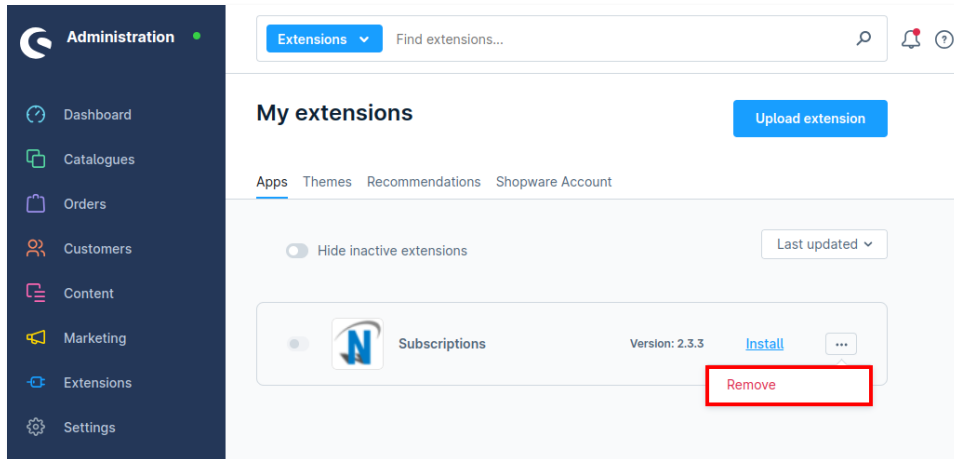 Administration
Extensions
Find extensions...
Dashboard
Catalogues
Orders
Customers
Content
Marketing
Extensions
Settings
My extensions
Upload extension
Apps Themes Recommendations Shopware Account
Hide inactive extensions
Last updated
N
Subscriptions
Version: 2.3.3
Install
...
Remove